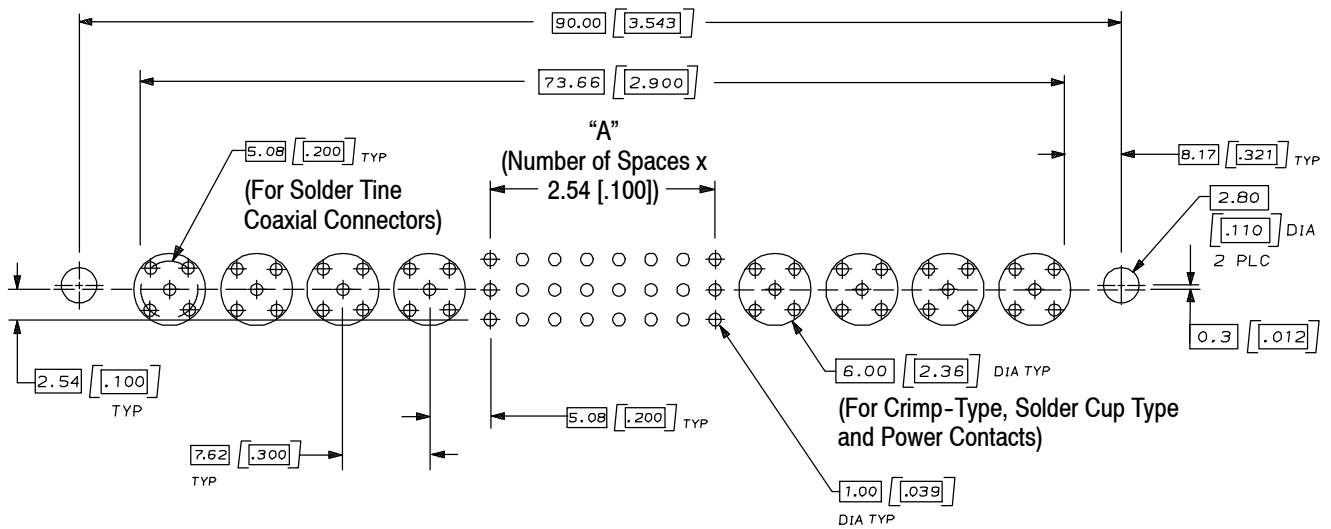 90.00 [3.543]
73.66 [2.900]
“A”
(Number of Spaces x
2.54 [.100])
5.08 [.200] TYP
(For Solder Tine
Coaxial Connectors)
8.17 [.321] TYP
2.80
[.110] DIA
2 PLC
0.3 [.012]
2.54 [.100]
TYP
6.00 [2.36] DIA TYP
(For Crimp-Type, Solder Cup Type
and Power Contacts)
5.08 [.200] TYP
7.62 [.300]
TYP
1.00 [.039]
DIA TYP